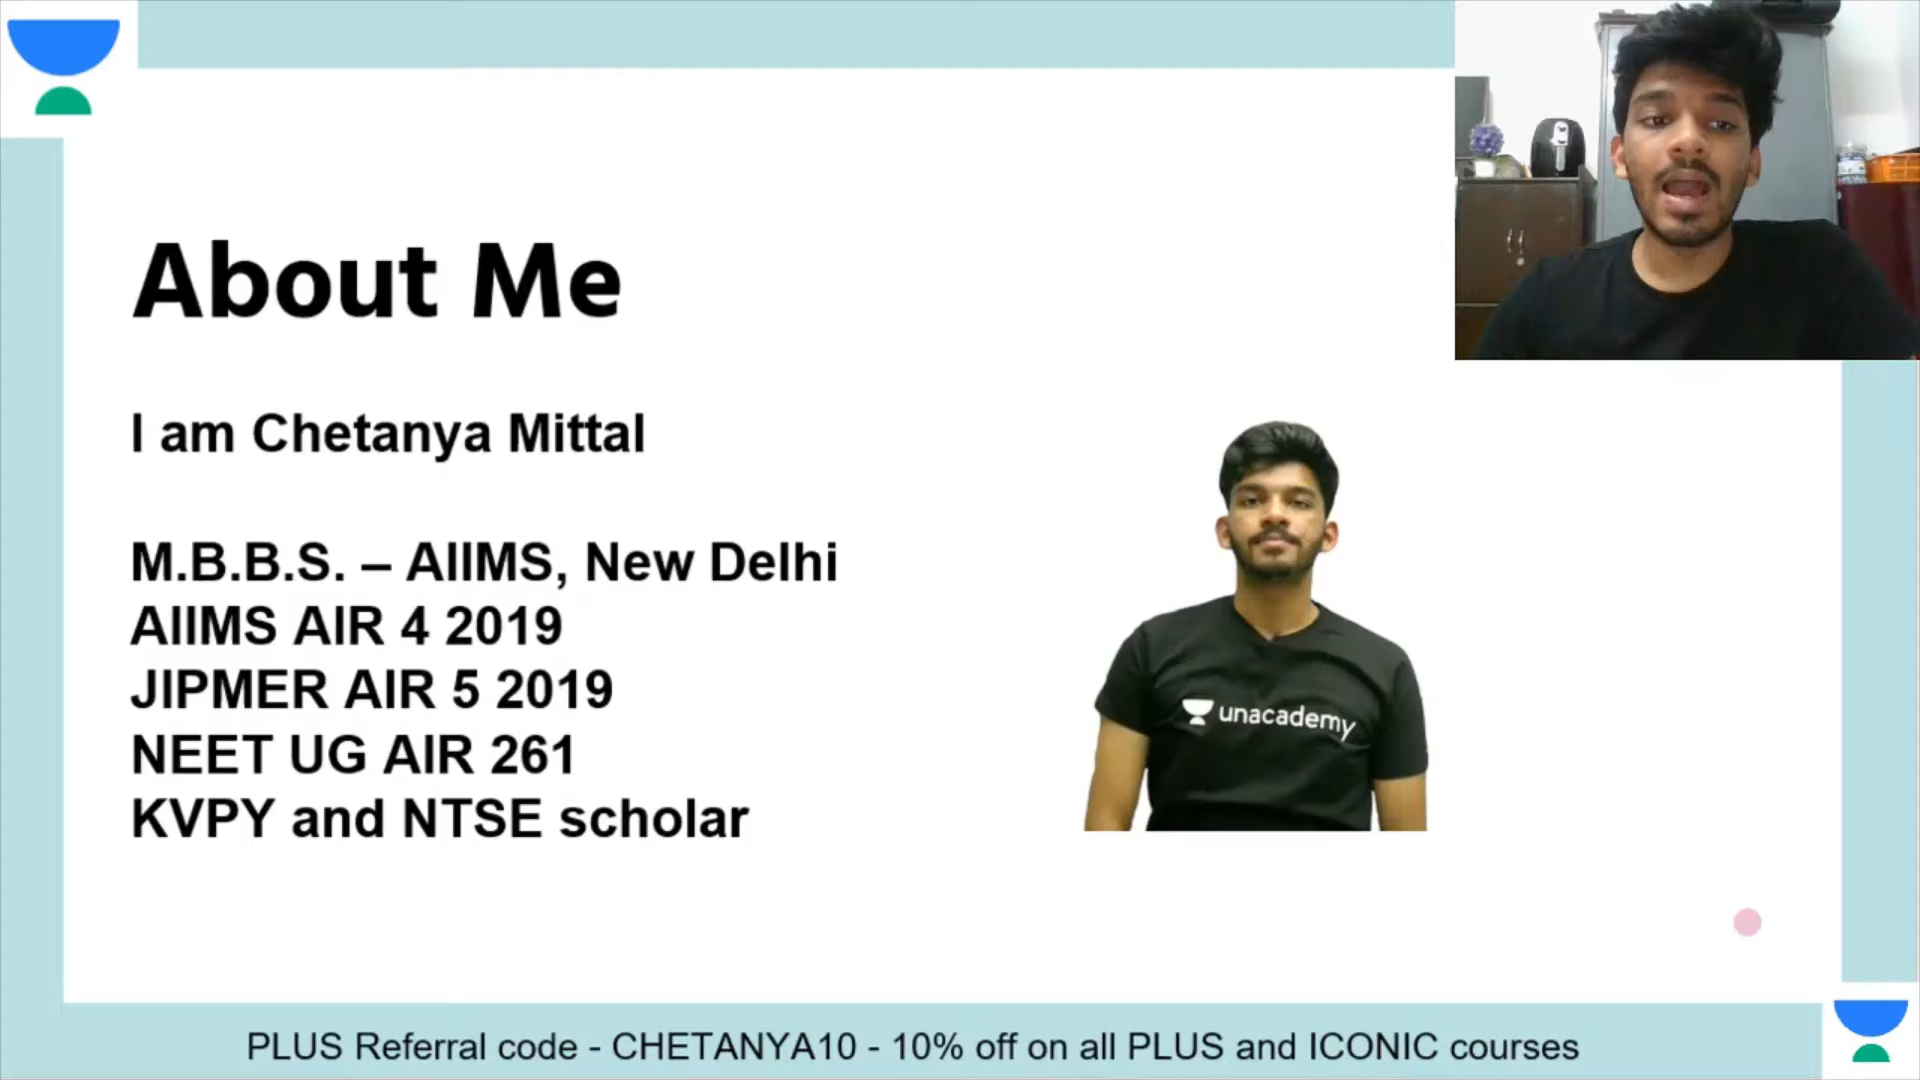 About Me
I am Chetanya Mittal
M.B.B.S. – AIIMS, New Delhi
AIIMS AIR 4 2019
JIPMER AIR 5 2019
NEET UG AIR 261
KVPY and NTSE scholar
unacademy
PLUS Referral code - CHETANYA10 - 10% off on all PLUS and ICONIC courses